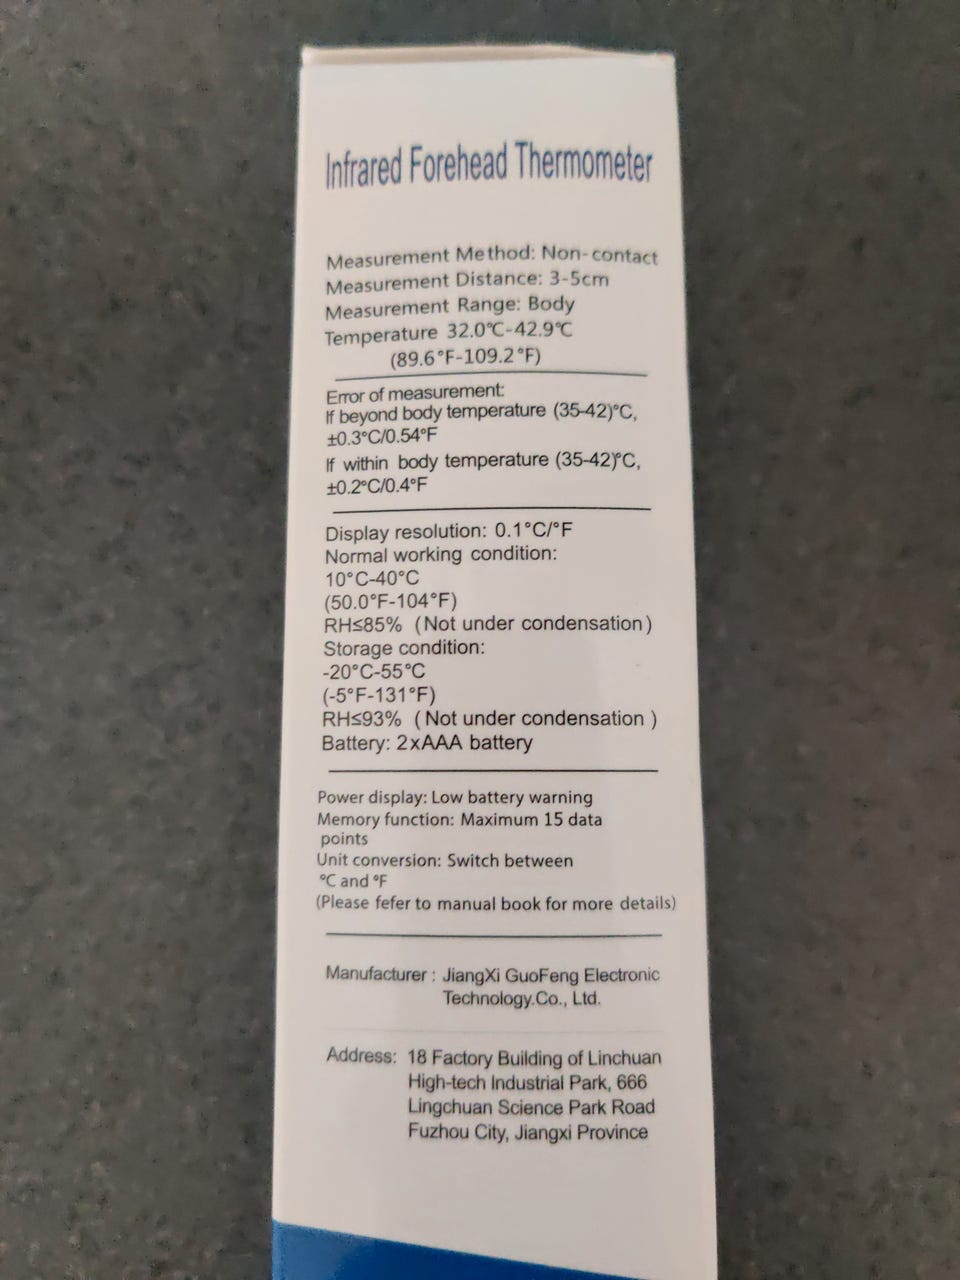 Infrared Forehead Thermometer
Measurement Method: Non-contact
Measurement Distance: 3-5cm
Measurement Range: Body
Temperature 32.0℃-42.9℃
(89.6°F-109.2°F)
Error of measurement:
If beyond body temperature (35-42)°C,
±0.3°C/0.54°F
If within body temperature (35-42)°C,
±0.2°C/0.4°F
Display resolution: 0.1°C/°F
Normal working condition:
10°C-40°C
(50.0°F-104°F)
RH≤85% (Not under condensation)
Storage condition:
-20°C-55°C
(-5°F-131°F)
RH≤93% (Not under condensation )
Battery: 2xAAA battery
Power display: Low battery warning
Memory function: Maximum 15 data
points
Unit conversion: Switch between
℃ and °F
(Please fefer to manual book for more details)
Manufacturer : JiangXi GuoFeng Electronic
Technology.Co., Ltd.
Address: 18 Factory Building of Linchuan
High-tech Industrial Park, 666
Lingchuan Science Park Road
Fuzhou City, Jiangxi Province